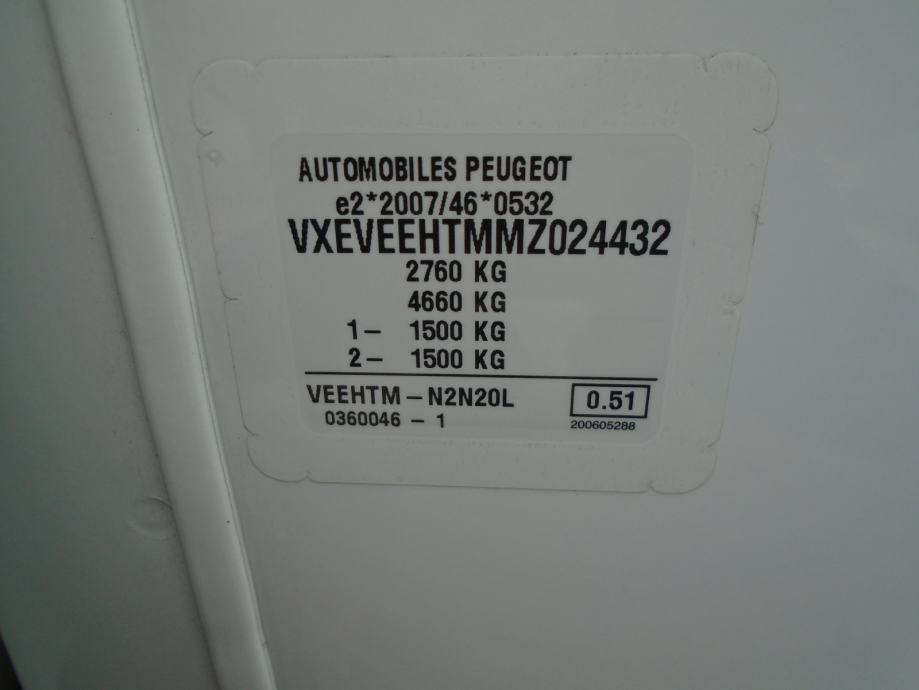 AUTOMOBILES PEUGEOT
e2*2007/46*0532
VXEVEEHTMMZ024432
2760 KG
4660 KG
1– 1500 KG
2– 1500 KG
VEEHTM – N2N20L 0.51
0360046 – 1 200605288